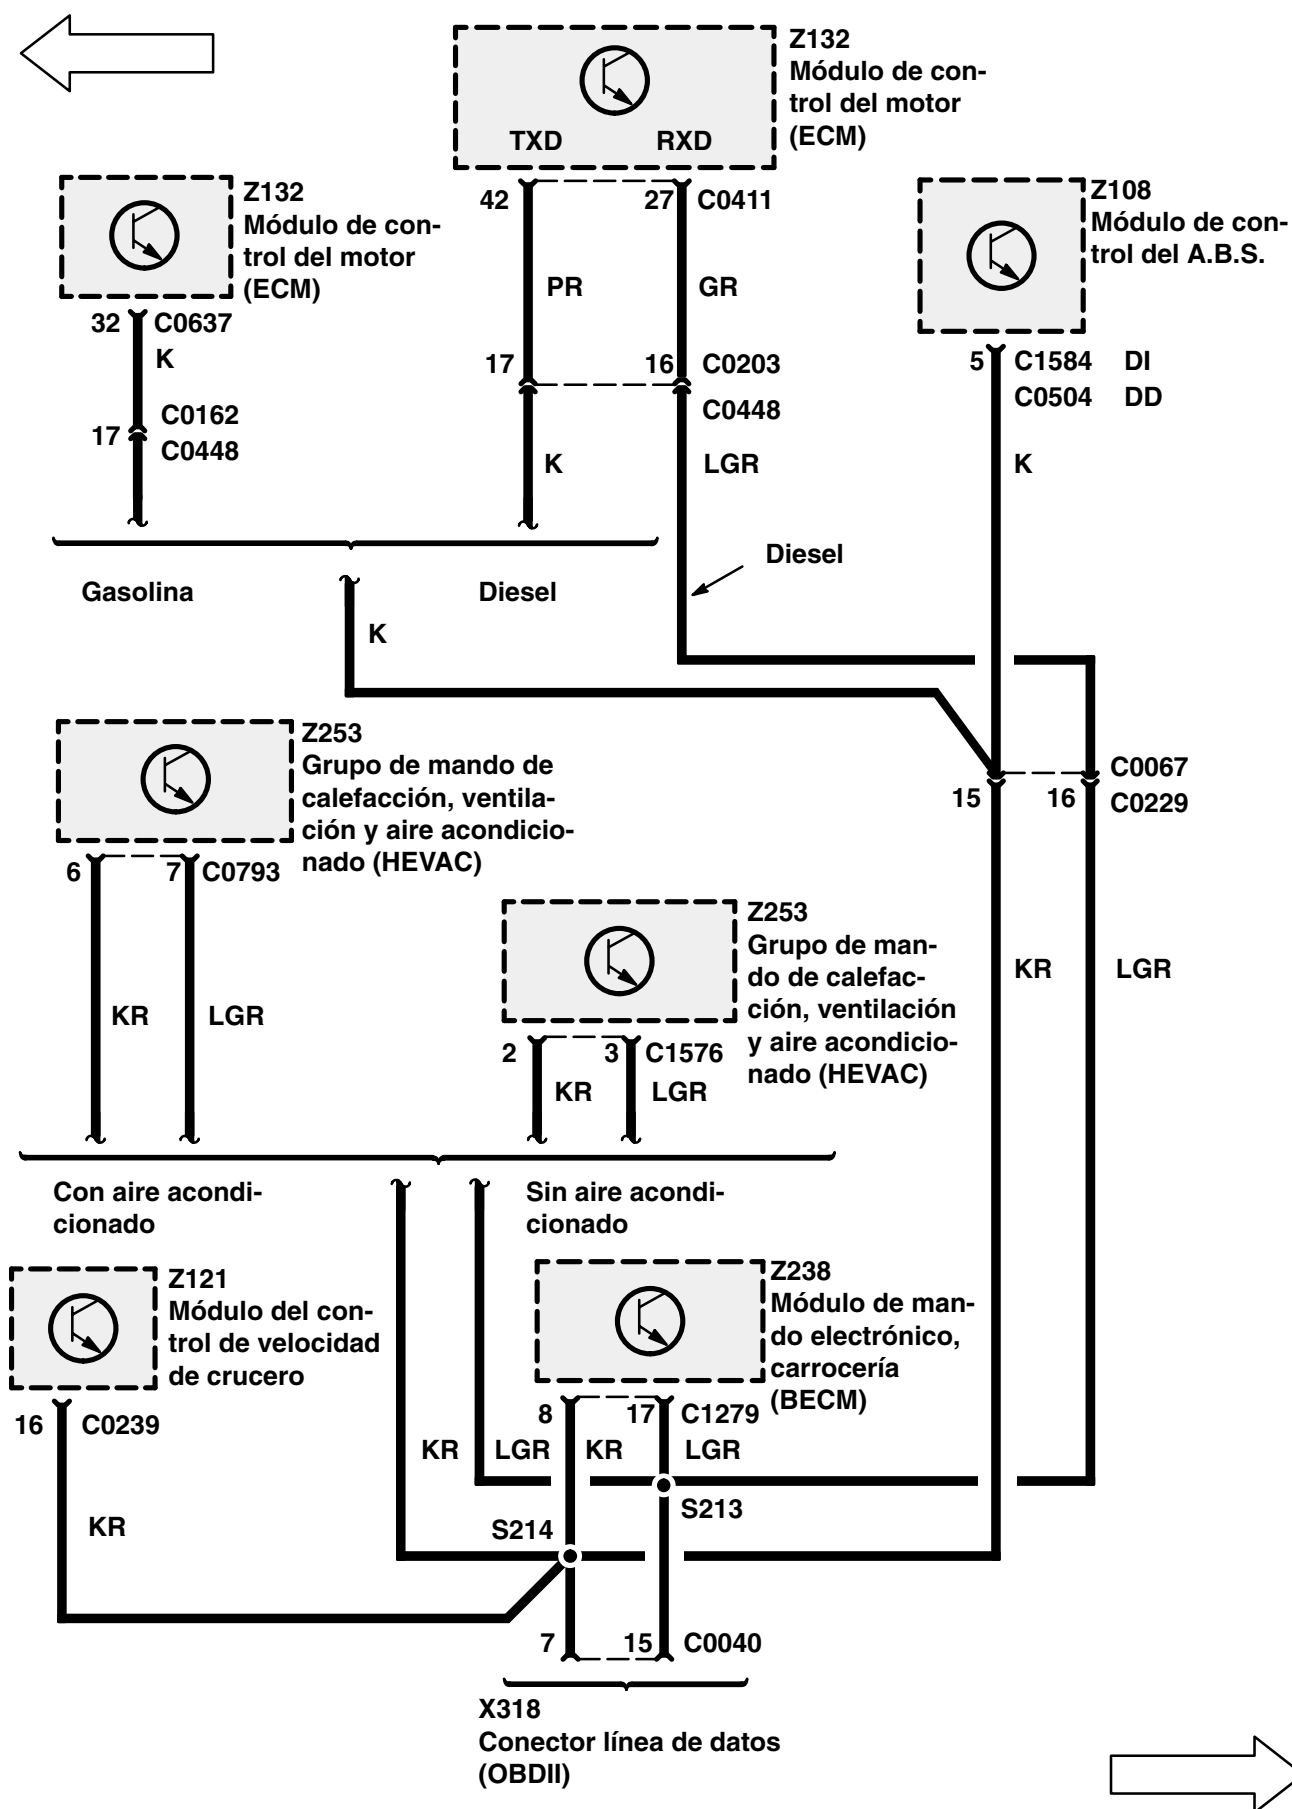 Z132
Módulo de con-
trol del motor
(ECM)
TXD RXD
42 27 C0411
PR GR
17 16 C0203
C0448
K LGR
Z132
Módulo de con-
trol del motor
(ECM)
32 C0637
K
17 C0162
C0448
Z108
Módulo de con-
trol del A.B.S.
5 C1584 DI
C0504 DD
K
Gasolina Diesel
Diesel
K
15 16 C0067
C0229
KR LGR
Z253
Grupo de mando de
calefacción, ventila-
ción y aire acondicio-
nado (HEVAC)
6 7 C0793
KR LGR
Z253
Grupo de man-
do de calefac-
ción, ventilación
y aire acondicio-
nado (HEVAC)
2 3 C1576
KR LGR
Con aire acondi-
cionado
Sin aire acondi-
cionado
Z121
Módulo del con-
trol de velocidad
de crucero
16 C0239
KR
Z238
Módulo de man-
do electrónico,
carrocería
(BECM)
8 17 C1279
KR LGR KR LGR
S213
S214
7 15 C0040
X318
Conector línea de datos
(OBDII)